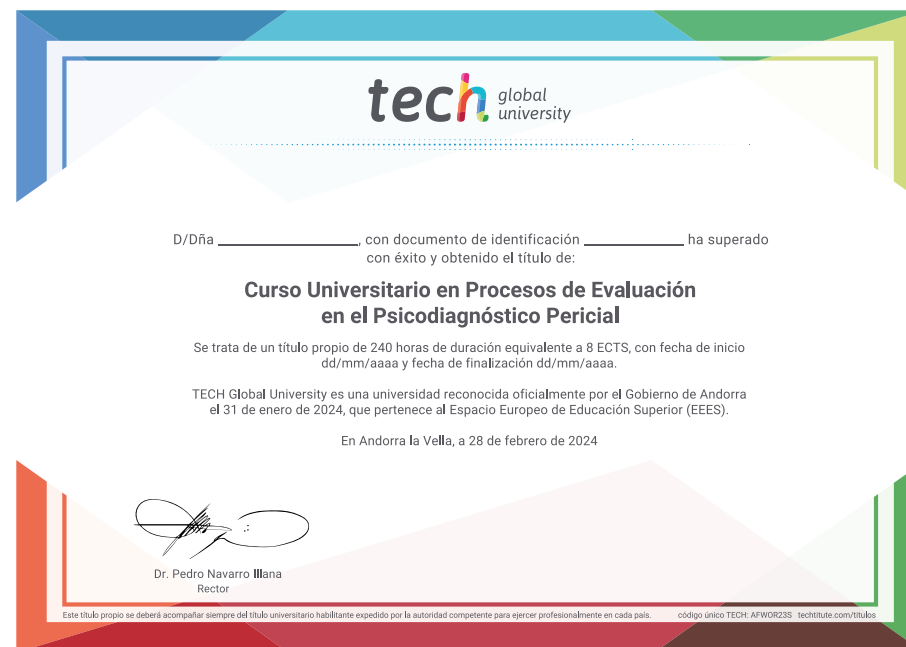 tech global university
D/Dña ____________________, con documento de identificación ______________ ha superado
con éxito y obtenido el título de:
Curso Universitario en Procesos de Evaluación
en el Psicodiagnóstico Pericial
Se trata de un título propio de 240 horas de duración equivalente a 8 ECTS, con fecha de inicio
dd/mm/aaaa y fecha de finalización dd/mm/aaaa.
TECH Global University es una universidad reconocida oficialmente por el Gobierno de Andorra
el 31 de enero de 2024, que pertenece al Espacio Europeo de Educación Superior (EEES).
En Andorra la Vella, a 28 de febrero de 2024
Dr. Pedro Navarro Illana
Rector
Este título propio se deberá acompañar siempre del título universitario habilitante expedido por la autoridad competente para ejercer profesionalmente en cada país. código único TECH: AFWOR23S techtitute.com/titulos